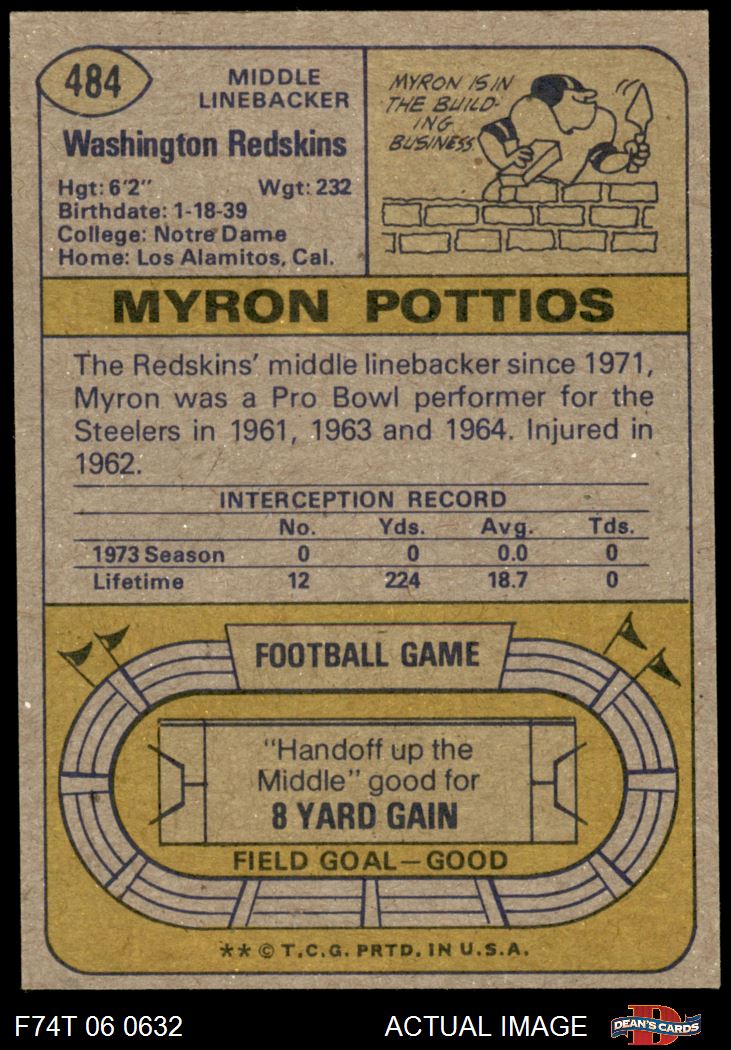 484
MIDDLE
LINEBACKER
Washington Redskins
Hgt: 6'2" Wgt: 232
Birthdate: 1-18-39
College: Notre Dame
Home: Los Alamitos, Cal.
MYRON IS IN
THE BUILD-
ING
BUSINESS.
MYRON POTTIOS
The Redskins' middle linebacker since 1971,
Myron was a Pro Bowl performer for the
Steelers in 1961, 1963 and 1964. Injured in
1962.
INTERCEPTION RECORD
No. Yds. Avg. Tds.
1973 Season 0 0 0.0 0
Lifetime 12 224 18.7 0
FOOTBALL GAME
"Handoff up the
Middle" good for
8 YARD GAIN
FIELD GOAL—GOOD
** © T.C.G. PRTD. IN U.S.A.
F74T 06 0632 ACTUAL IMAGE
D
DEAN'S CARDS